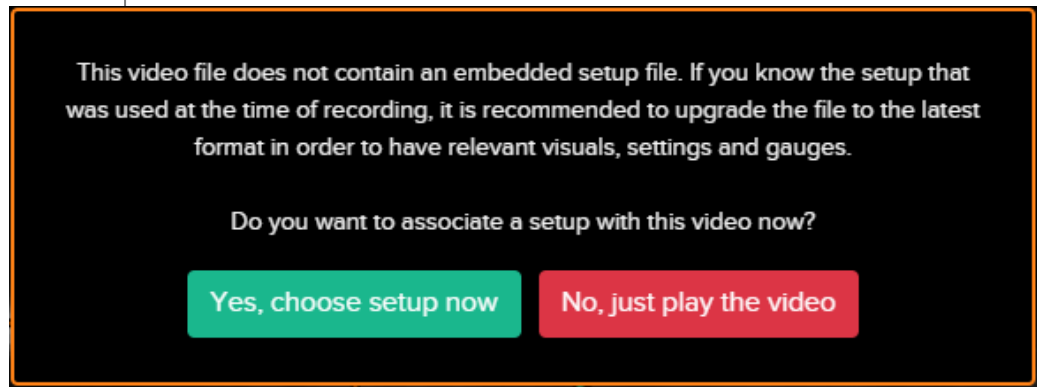 This video file does not contain an embedded setup file. If you know the setup that
was used at the time of recording, it is recommended to upgrade the file to the latest
format in order to have relevant visuals, settings and gauges.
Do you want to associate a setup with this video now?
Yes, choose setup now
No, just play the video